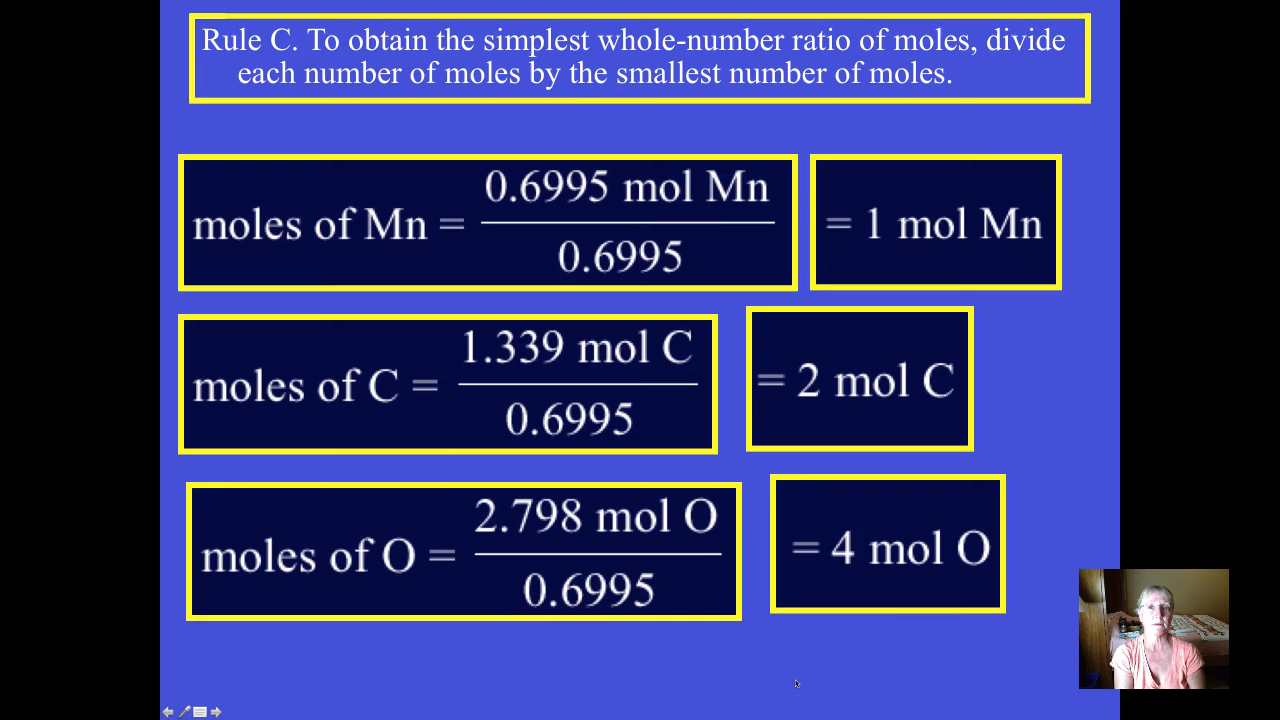 Rule C. To obtain the simplest whole-number ratio of moles, divide
each number of moles by the smallest number of moles.
moles of Mn = 0.6995 mol Mn / 0.6995 = 1 mol Mn
moles of C = 1.339 mol C / 0.6995 = 2 mol C
moles of O = 2.798 mol O / 0.6995 = 4 mol O